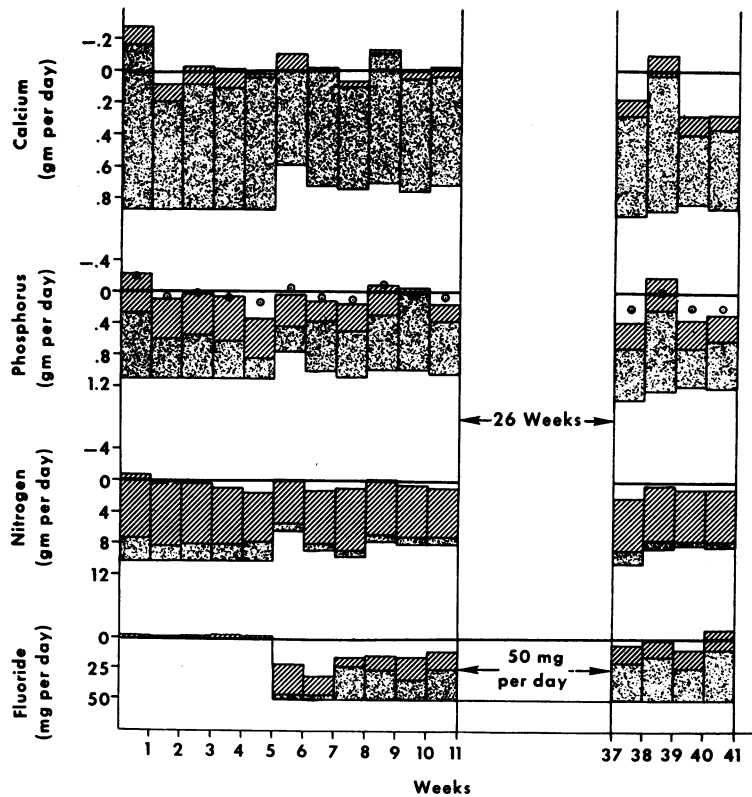 Calcium
(gm per day)
-.2
0
.2
.4
.6
.8
Phosphorus
(gm per day)
-.4
0
.4
.8
1.2
Nitrogen
(gm per day)
-4
0
4
8
12
Fluoride
(mg per day)
0
25
50
26 Weeks
50 mg
per day
1 2 3 4 5 6 7 8 9 10 11 37 38 39 40 41
Weeks